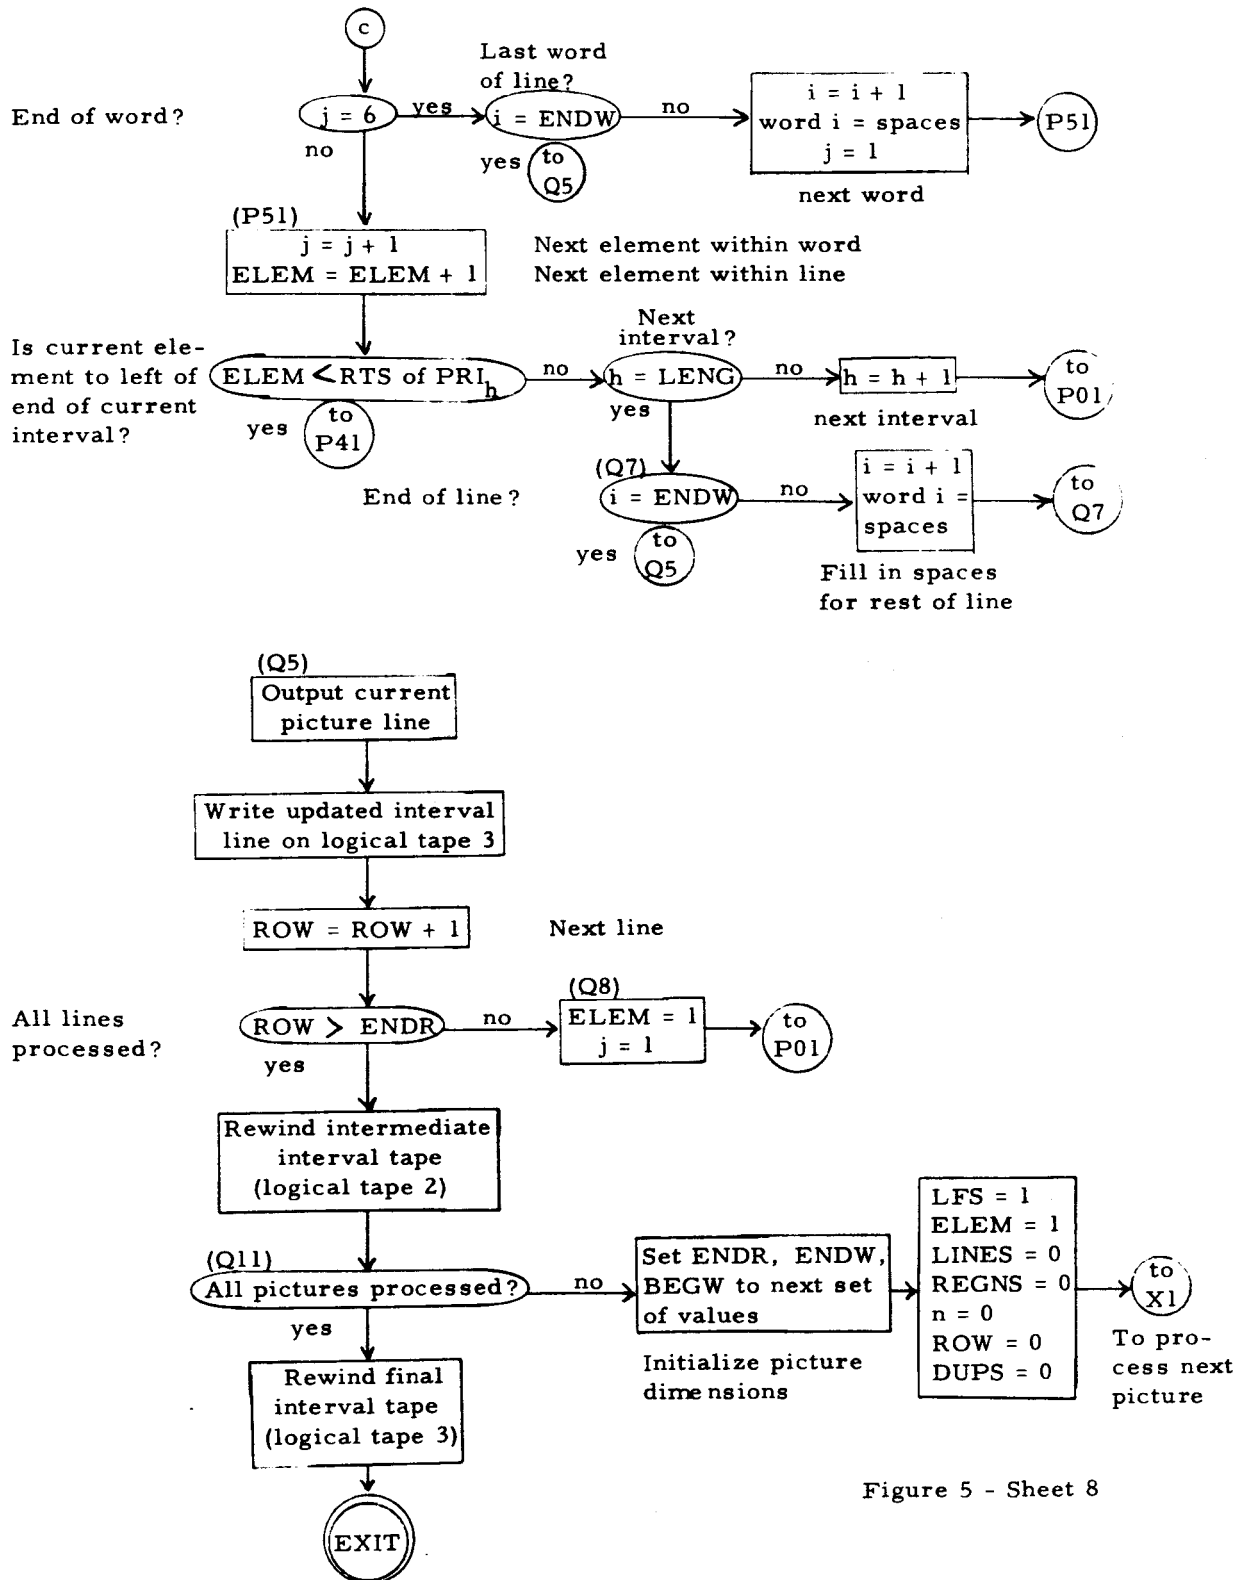 c
Last word
of line?
End of word?
j = 6
yes
i = ENDW
no
i = i + 1
word i = spaces
j = 1
P51
no
yes
to
Q5
next word
(P51)
j = j + 1
ELEM = ELEM + 1
Next element within word
Next element within line
Next
interval?
Is current ele-
ment to left of
end of current
interval?
ELEM < RTS of PRI_h
no
h = LENG
no
h = h + 1
to
P01
yes
to
P41
yes
next interval
(Q7)
End of line?
i = ENDW
no
i = i + 1
word i =
spaces
to
Q7
yes
to
Q5
Fill in spaces
for rest of line
(Q5)
Output current
picture line
Write updated interval
line on logical tape 3
ROW = ROW + 1
Next line
(Q8)
All lines
processed?
ROW > ENDR
no
ELEM = 1
j = 1
to
P01
yes
Rewind intermediate
interval tape
(logical tape 2)
(Q11)
All pictures processed?
no
Set ENDR, ENDW,
BEGW to next set
of values
Initialize picture
dimensions
LFS = 1
ELEM = 1
LINES = 0
REGNS = 0
n = 0
ROW = 0
DUPS = 0
to
X1
To pro-
cess next
picture
yes
Rewind final
interval tape
(logical tape 3)
EXIT
Figure 5 - Sheet 8